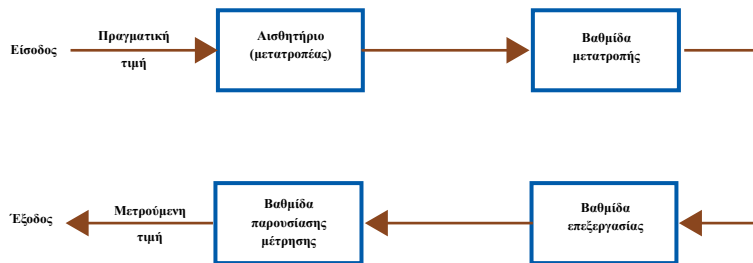 Είσοδος
Πραγματική
τιμή
Αισθητήριο
(μετατροπέας)
Βαθμίδα
μετατροπής
Έξοδος
Μετρούμενη
τιμή
Βαθμίδα
παρουσίασης
μέτρησης
Βαθμίδα
επεξεργασίας